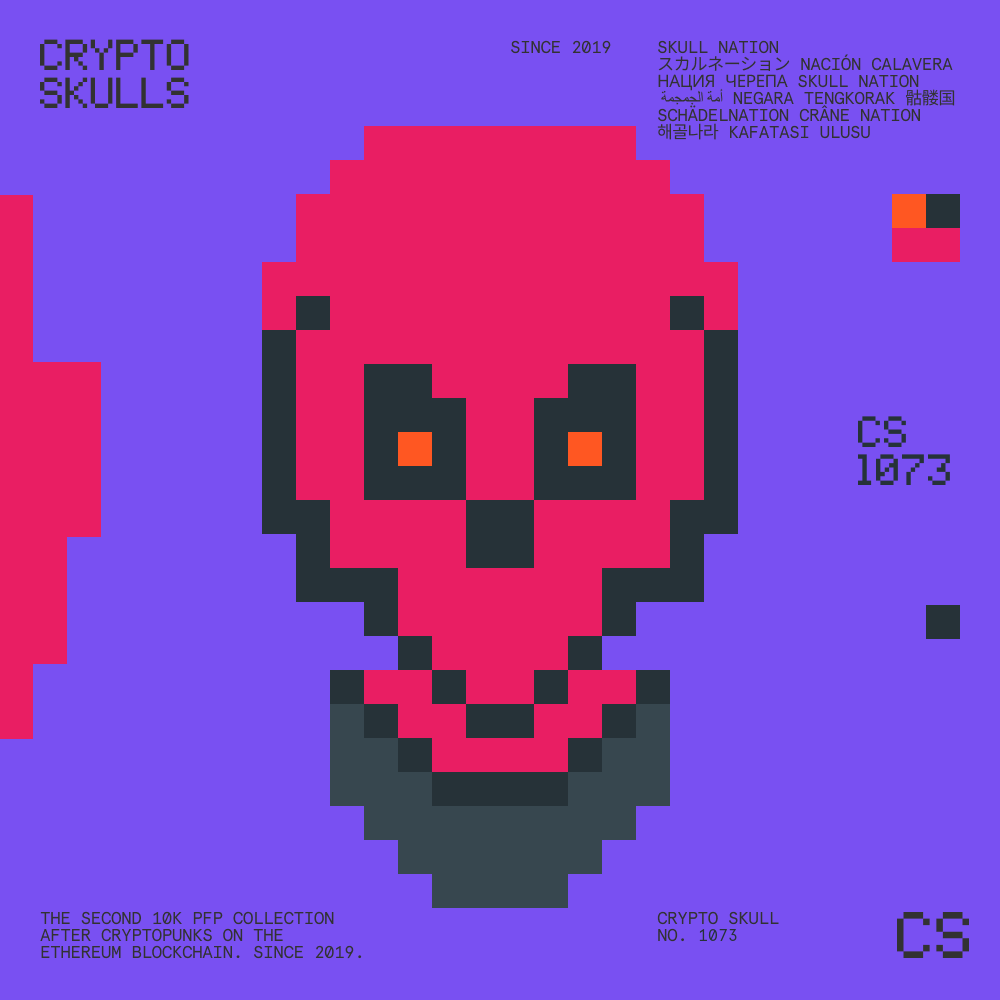 CRYPTO
SKULLS
SINCE 2019
SKULL NATION
スカルネーション NACIÓN CALAVERA
НАЦИЯ ЧЕРЕПА SKULL NATION
أمة الجمجمة NEGARA TENGKORAK 骷髅国
SCHÄDELNATION CRÂNE NATION
해골나라 KAFATASI ULUSU
CS
1073
THE SECOND 10K PFP COLLECTION
AFTER CRYPTOPUNKS ON THE
ETHEREUM BLOCKCHAIN. SINCE 2019.
CRYPTO SKULL
NO. 1073
CS